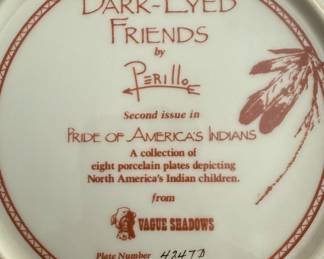 DARK-EYED
FRIENDS
by
Perillo
Second issue in
PRIDE OF AMERICA'S INDIANS
A collection of
eight porcelain plates depicting
North America's Indian children.
from
VAGUE SHADOWS
Plate Number 4247D